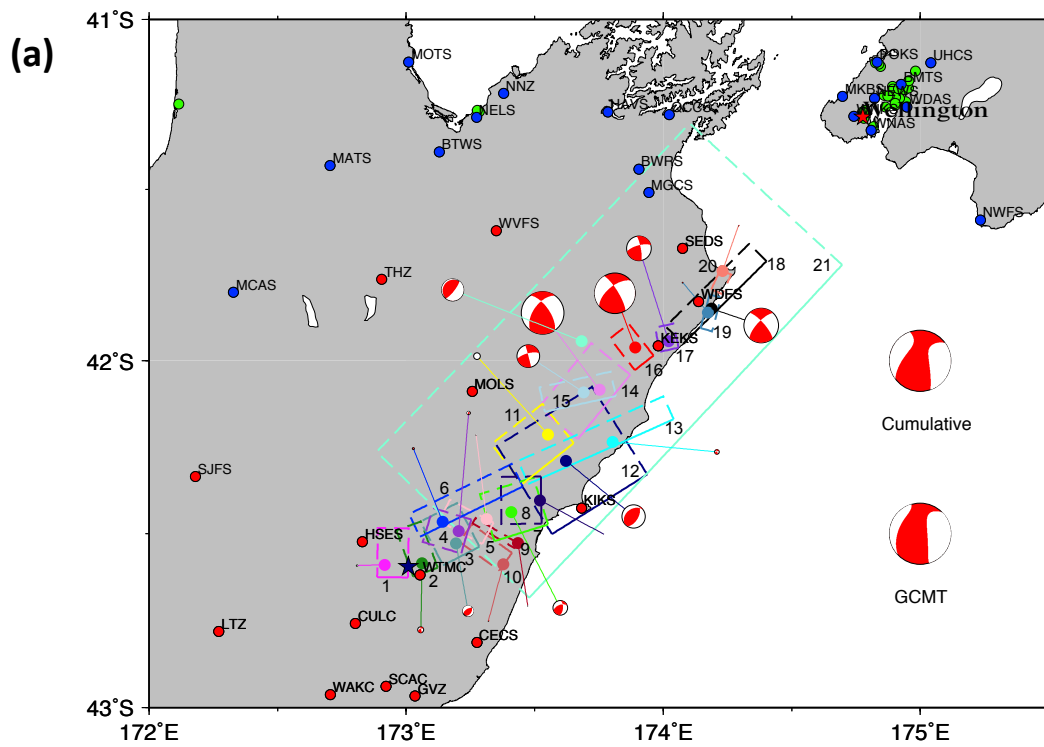 (a)
41°S
42°S
43°S
172°E
173°E
174°E
175°E
MOTS
NNZ
NELS
BTWS
MATS
BWRS
MGCS
UHCS
MKBS
WDAS
WNAS
Wellington
NWFS
WVFS
SEDS
THZ
MCAS
WDFS
KEKS
MOLS
SJFS
HSES
WTMC
KIKS
CULC
LTZ
CECS
WAKC
SCAC
GVZ
1
2
3
4
5
6
8
9
10
11
12
13
14
15
16
17
18
19
20
21
Cumulative
GCMT